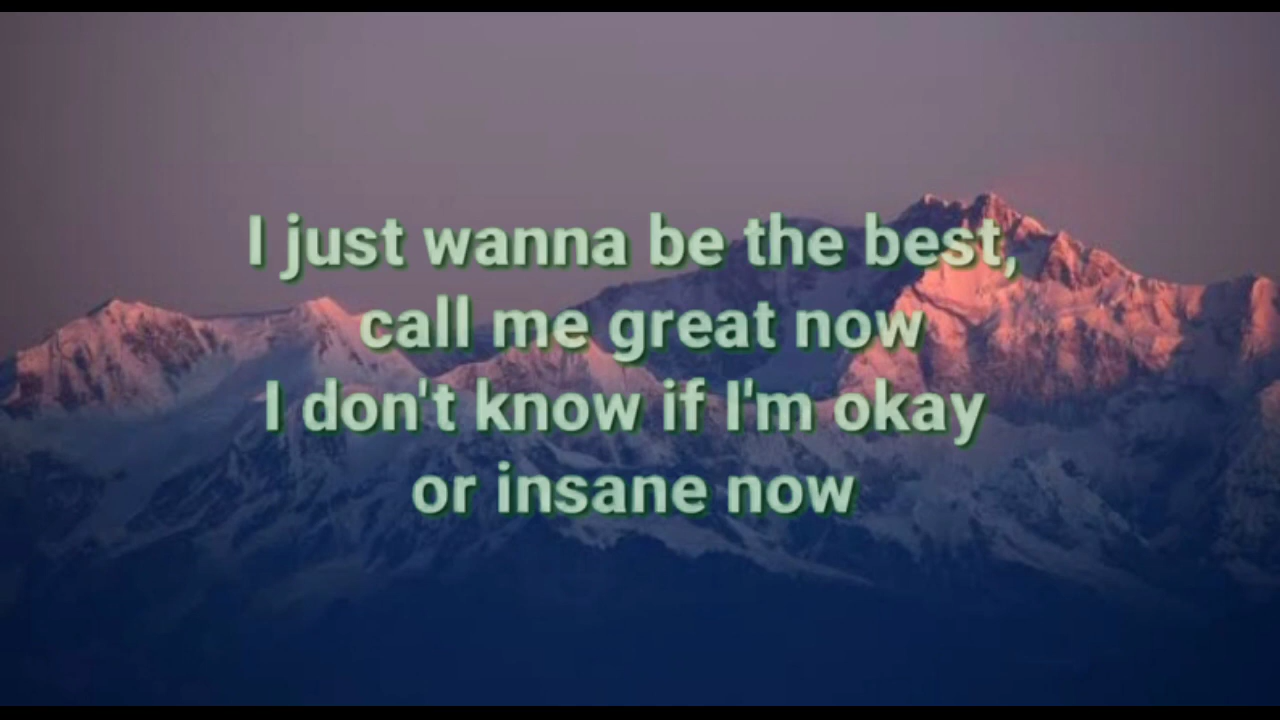 I just wanna be the best,
call me great now
I don't know if I'm okay
or insane now